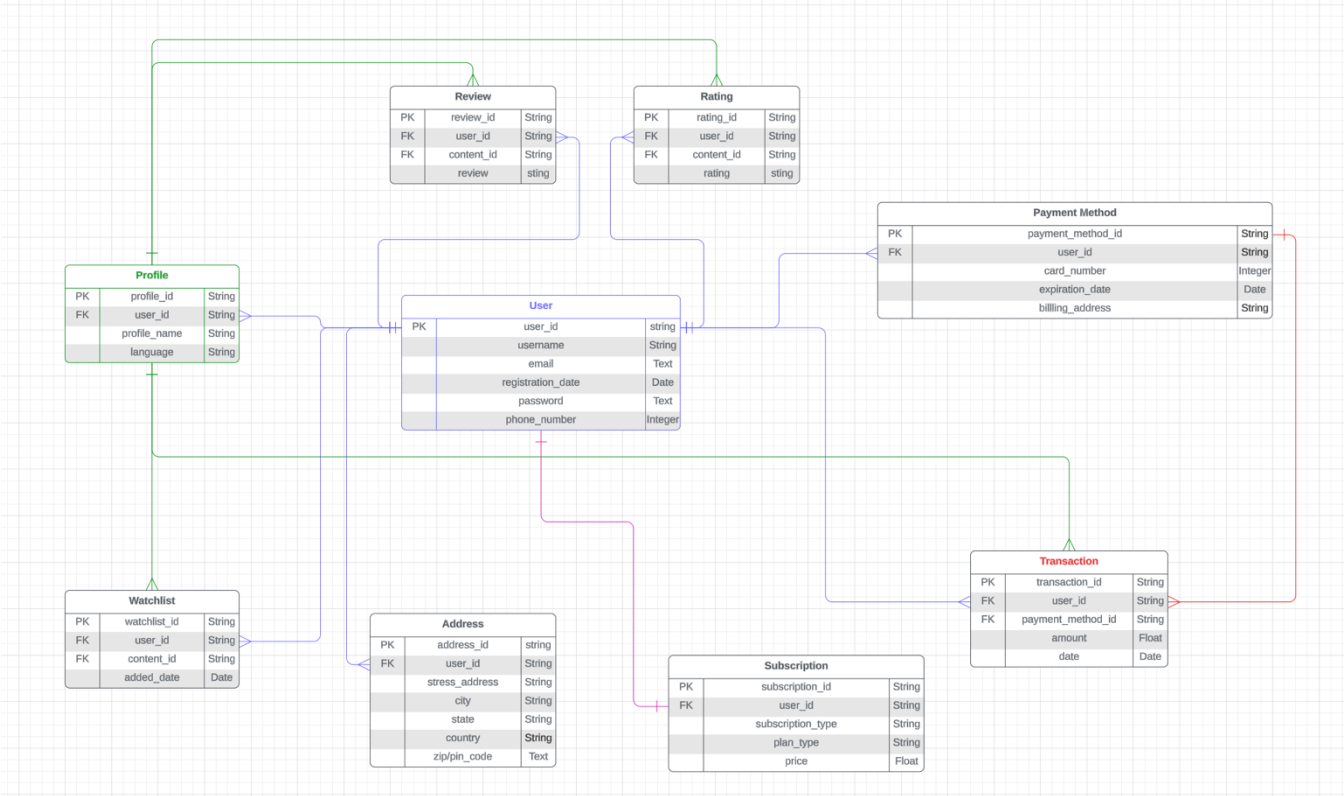 Review
PK review_id String
FK user_id String
FK content_id String
review sting
Rating
PK rating_id String
FK user_id String
FK content_id String
rating sting
Payment Method
PK payment_method_id String
FK user_id String
card_number Integer
expiration_date Date
billling_address String
Profile
PK profile_id String
FK user_id String
profile_name String
language String
User
PK user_id string
username String
email Text
registration_date Date
password Text
phone_number Integer
Transaction
PK transaction_id String
FK user_id String
FK payment_method_id String
amount Float
date Date
Watchlist
PK watchlist_id String
FK user_id String
FK content_id String
added_date Date
Address
PK address_id string
FK user_id String
stress_address String
city String
state String
country String
zip/pin_code Text
Subscription
PK subscription_id String
FK user_id String
subscription_type String
plan_type String
price Float